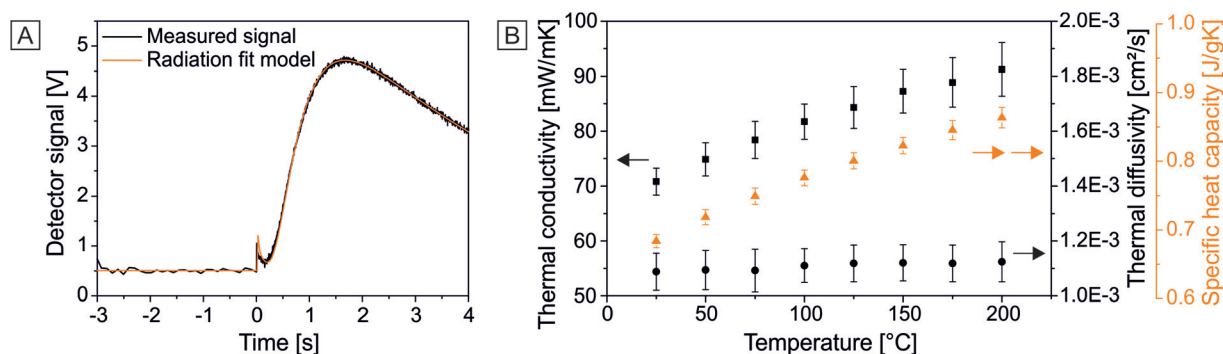 A
Measured signal
Radiation fit model
Detector signal [V]
5
4
3
2
1
0
-3
-2
-1
0
1
2
3
4
Time [s]
B
Thermal conductivity [mW/mK]
100
90
80
70
60
50
0
50
100
150
200
Temperature [°C]
2.0E-3
1.8E-3
1.6E-3
1.4E-3
1.2E-3
1.0E-3
Thermal diffusivity [cm²/s]
1.0
0.9
0.8
0.7
0.6
Specific heat capacity [J/gK]